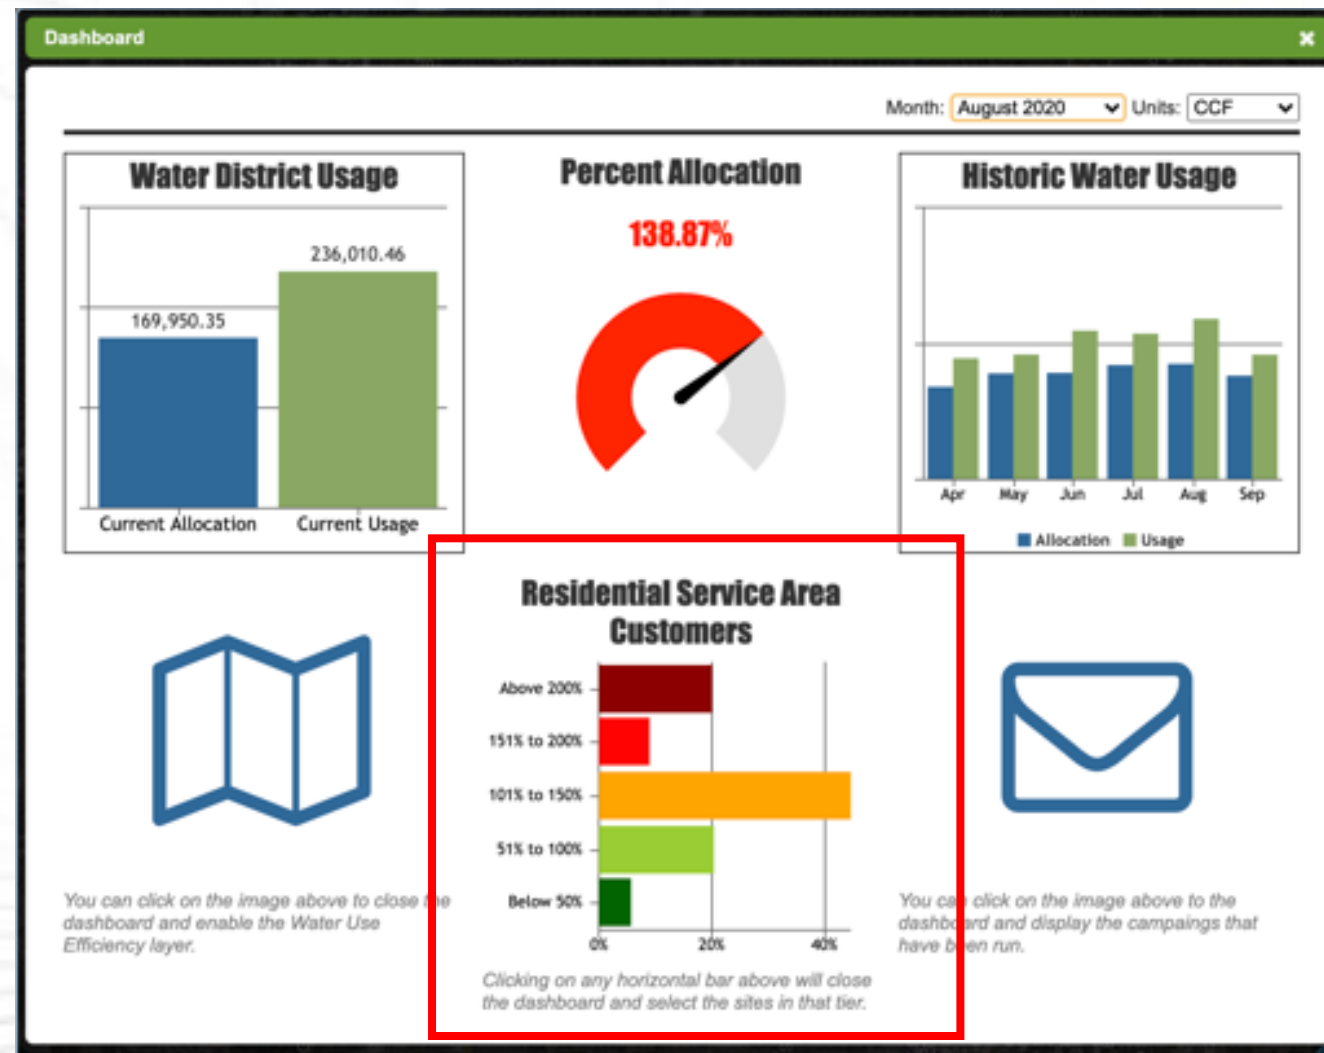 Dashboard
Month: August 2020 Units: CCF
Water District Usage
236,010.46
169,950.35
Current Allocation Current Usage
Percent Allocation
138.87%
Historic Water Usage
Apr May Jun Jul Aug Sep
Allocation Usage
Residential Service Area
Customers
Above 200%
151% to 200%
101% to 150%
51% to 100%
Below 50%
0% 20% 40%
Clicking on any horizontal bar above will close
the dashboard and select the sites in that tier.
You can click on the image above to close the
dashboard and enable the Water Use
Efficiency layer.
You can click on the image above to the
dashboard and display the campaings that
have been run.